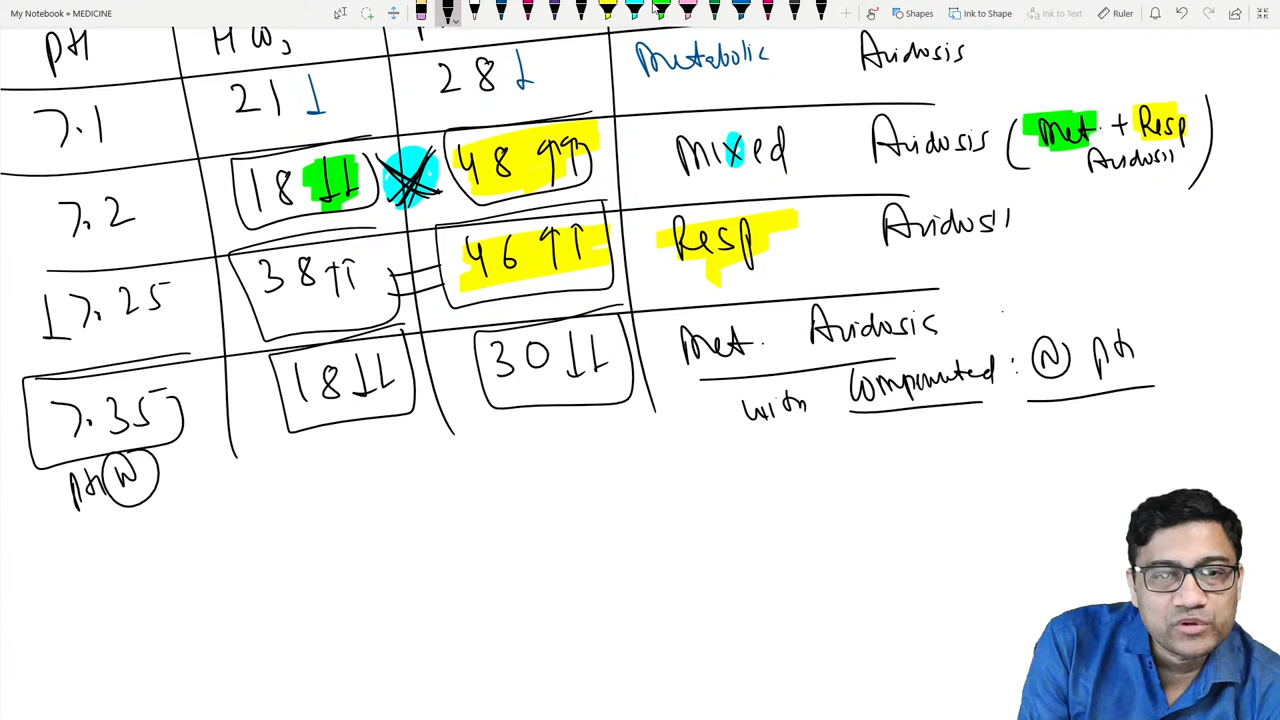 My Notebook » MEDICINE
Shapes Ink to Shape Ink to Text Ruler
pH HCO3
7.1 21 ↓ 28 ↓ Metabolic Acidosis
7.2 18 ↓↓ 48 ↑↑ Mixed Acidosis (Met. + Resp Acidosis)
↓ 7.25 38 ↑↑ = 46 ↑↑ Resp Acidosi
7.35 18 ↓↓ 30 ↓↓ Met. Acidosis
with Compensated : N pH
pH N